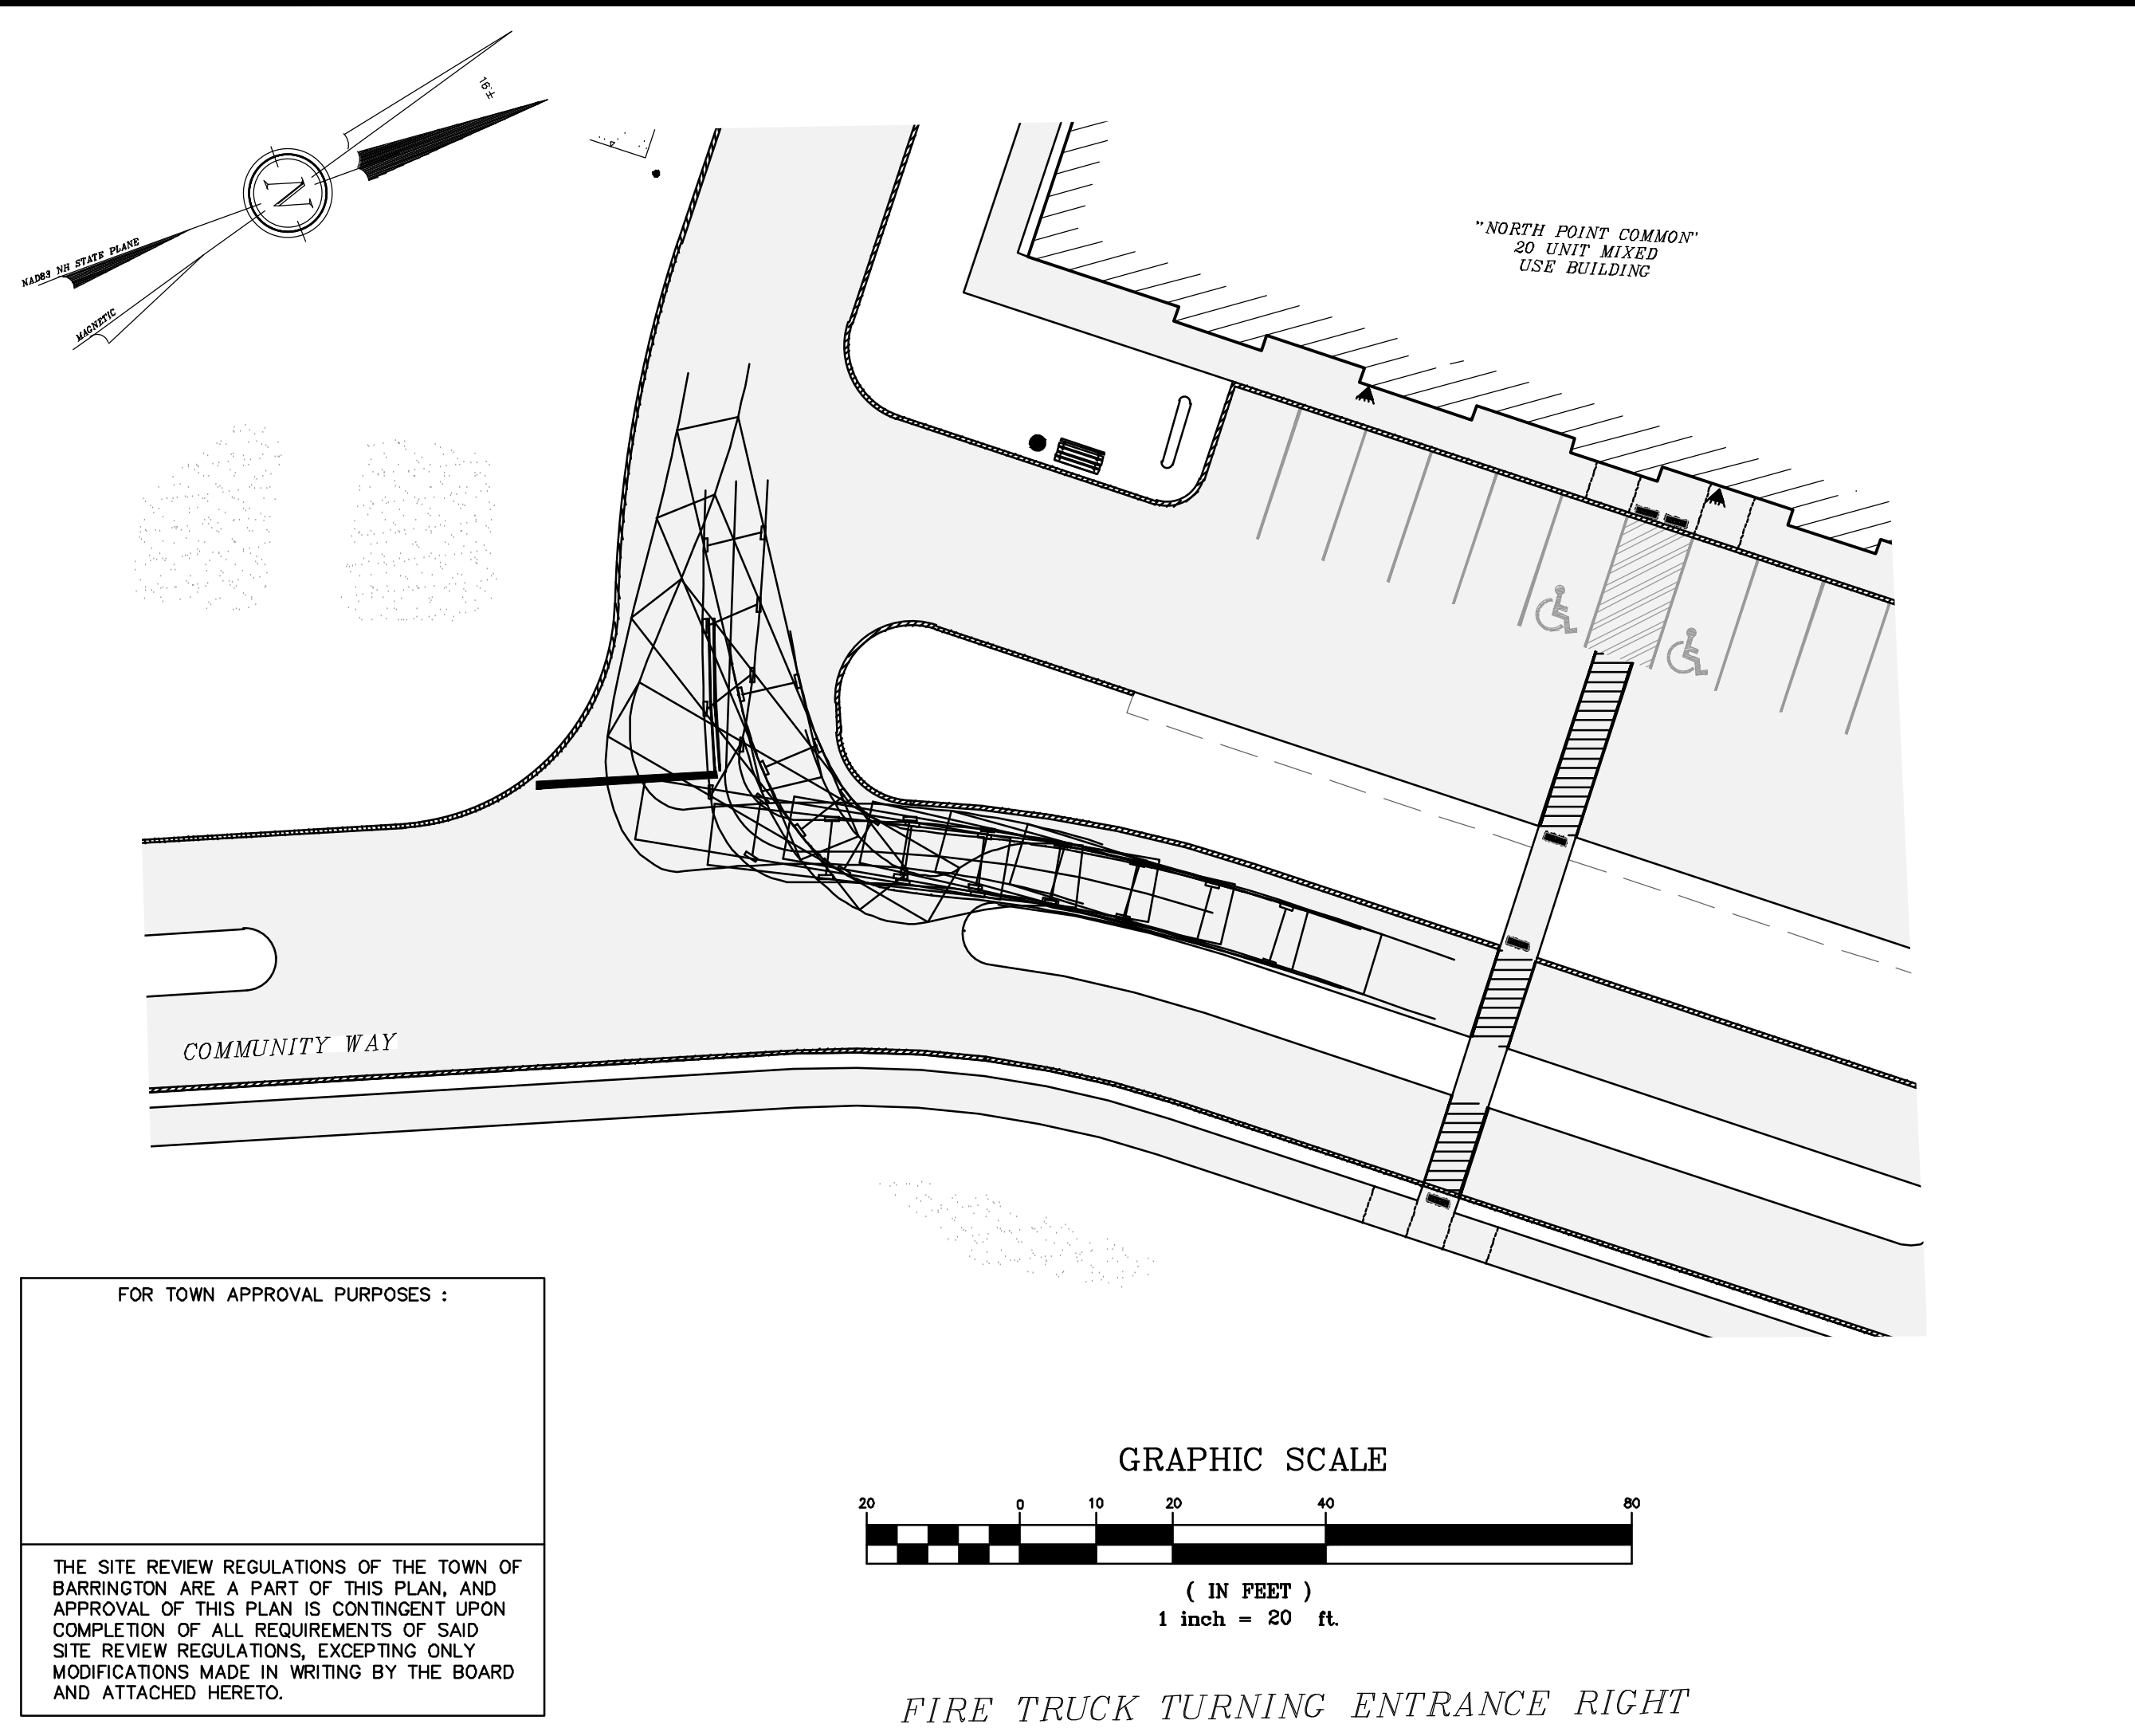 16'±
N
NAD83 NH STATE PLANE
MAGNETIC
"NORTH POINT COMMON"
20 UNIT MIXED
USE BUILDING
COMMUNITY WAY
FOR TOWN APPROVAL PURPOSES :
THE SITE REVIEW REGULATIONS OF THE TOWN OF
BARRINGTON ARE A PART OF THIS PLAN, AND
APPROVAL OF THIS PLAN IS CONTINGENT UPON
COMPLETION OF ALL REQUIREMENTS OF SAID
SITE REVIEW REGULATIONS, EXCEPTING ONLY
MODIFICATIONS MADE IN WRITING BY THE BOARD
AND ATTACHED HERETO.
GRAPHIC SCALE
20 0 10 20 40 80
( IN FEET )
1 inch = 20 ft.
FIRE TRUCK TURNING ENTRANCE RIGHT